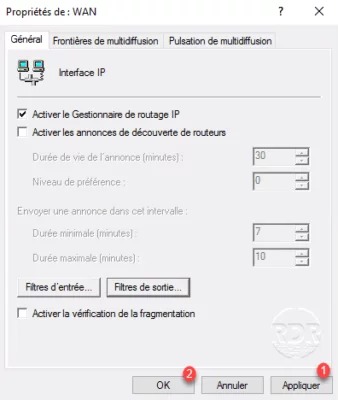 Propriétés de : WAN
Général
Frontières de multidiffusion
Pulsation de multidiffusion
Interface IP
Activer le Gestionnaire de routage IP
Activer les annonces de découverte de routeurs
Durée de vie de l'annonce (minutes) :
30
Niveau de préférence :
0
Envoyer une annonce dans cet intervalle :
Durée minimale (minutes) :
7
Durée maximale (minutes) :
10
Filtres d'entrée...
Filtres de sortie...
Activer la vérification de la fragmentation
RDR
2
1
OK
Annuler
Appliquer